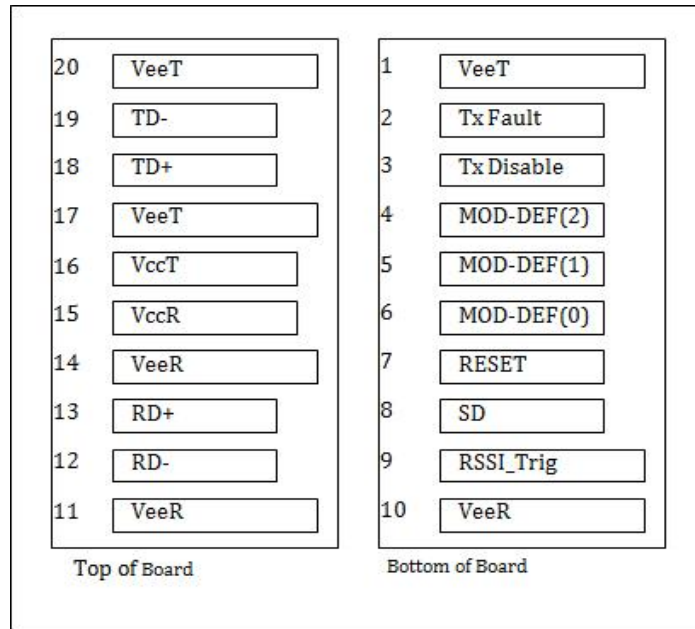 20 VeeT
19 TD-
18 TD+
17 VeeT
16 VccT
15 VccR
14 VeeR
13 RD+
12 RD-
11 VeeR
Top of Board
1 VeeT
2 Tx Fault
3 Tx Disable
4 MOD-DEF(2)
5 MOD-DEF(1)
6 MOD-DEF(0)
7 RESET
8 SD
9 RSSI_Trig
10 VeeR
Bottom of Board